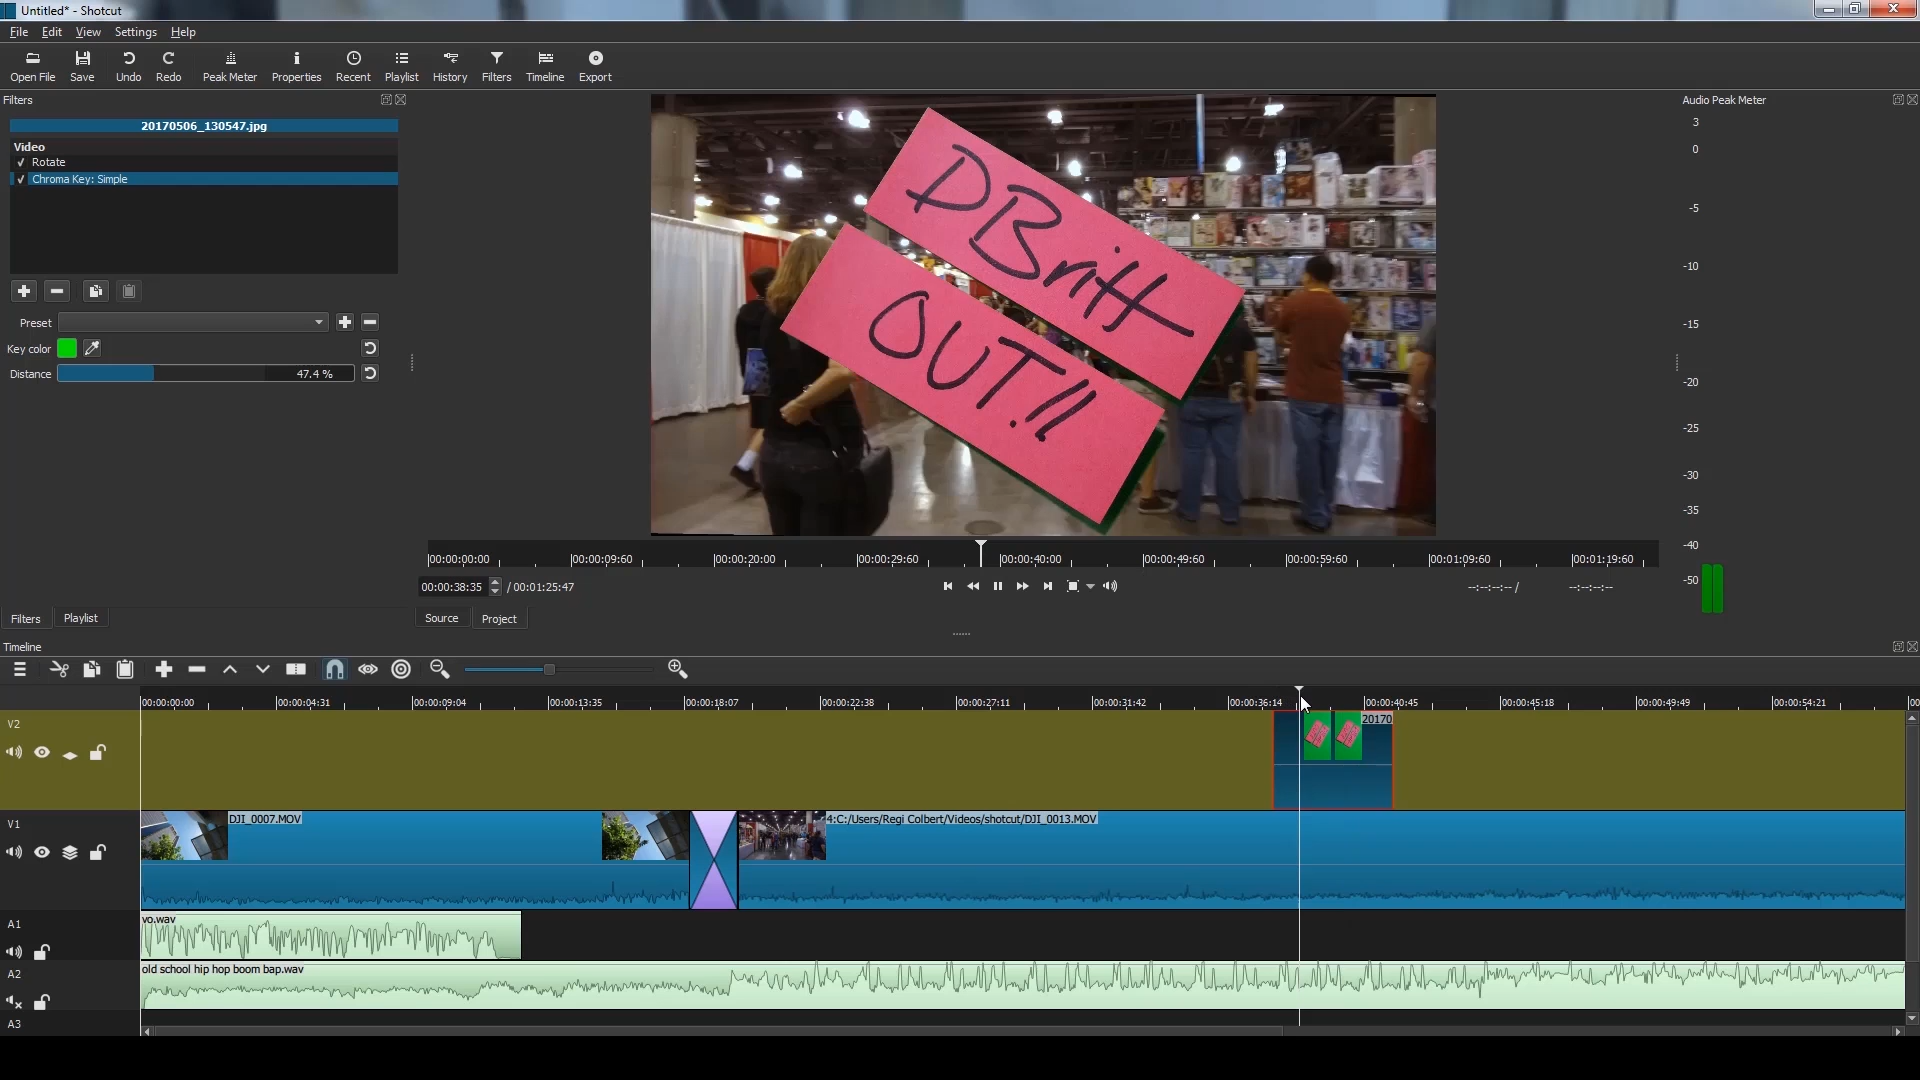 Untitled* - Shotcut
File Edit View Settings Help
Open File Save Undo Redo Peak Meter Properties Recent Playlist History Filters Timeline Export
Filters
20170506_130547.jpg
Video
Rotate
Chroma Key: Simple
Preset
Key color
Distance 47.4 %
Filters Playlist
DBritt
OUT!!
00:00:00:00 00:00:09:60 00:00:20:00 00:00:29:60 00:00:40:00 00:00:49:60 00:00:59:60 00:01:09:60 00:01:19:60
00:00:38:35 / 00:01:25:47 --:--:--:-- / --:--:--:--
Source Project
Audio Peak Meter
3
0
-5
-10
-15
-20
-25
-30
-35
-40
-50
Timeline
00:00:00:00 00:00:04:31 00:00:09:04 00:00:13:35 00:00:18:07 00:00:22:38 00:00:27:11 00:00:31:42 00:00:36:14 00:00:40:45 00:00:45:18 00:00:49:49 00:00:54:21 00
V2
20170
V1
DJI_0007.MOV
4:C:/Users/Regi Colbert/Videos/shotcut/DJI_0013.MOV
A1
vo.wav
A2
old school hip hop boom bap.wav
A3